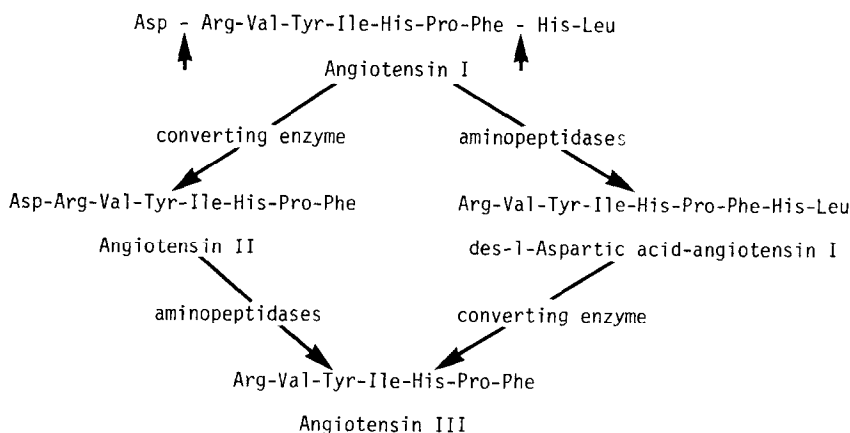 Asp - Arg-Val-Tyr-Ile-His-Pro-Phe - His-Leu
Angiotensin I
converting enzyme
aminopeptidases
Asp-Arg-Val-Tyr-Ile-His-Pro-Phe
Arg-Val-Tyr-Ile-His-Pro-Phe-His-Leu
Angiotensin II
des-l-Aspartic acid-angiotensin I
aminopeptidases
converting enzyme
Arg-Val-Tyr-Ile-His-Pro-Phe
Angiotensin III